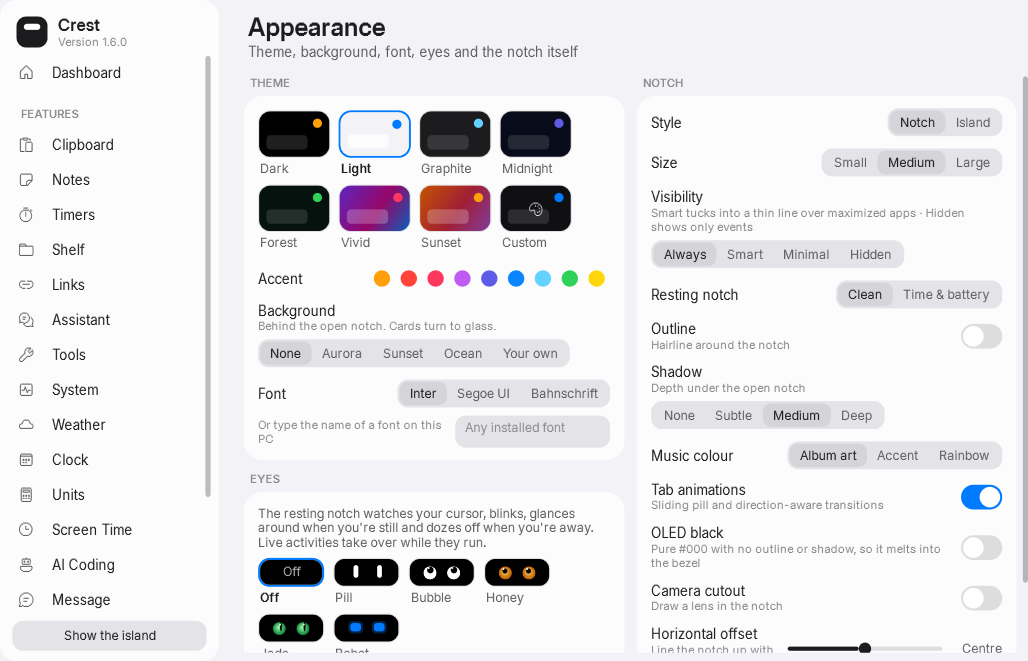 Crest
Version 1.6.0
Dashboard
FEATURES
Clipboard
Notes
Timers
Shelf
Links
Assistant
Tools
System
Weather
Clock
Units
Screen Time
AI Coding
Message
Show the island
Appearance
Theme, background, font, eyes and the notch itself
THEME
Dark Light Graphite Midnight
Forest Vivid Sunset Custom
Accent
Background
Behind the open notch. Cards turn to glass.
None Aurora Sunset Ocean Your own
Font Inter Segoe UI Bahnschrift
Or type the name of a font on this
PC
Any installed font
EYES
The resting notch watches your cursor, blinks, glances
around when you're still and dozes off when you're away.
Live activities take over while they run.
Off
Off Pill Bubble Honey
Jade Robot
NOTCH
Style Notch Island
Size Small Medium Large
Visibility
Smart tucks into a thin line over maximized apps · Hidden
shows only events
Always Smart Minimal Hidden
Resting notch Clean Time & battery
Outline
Hairline around the notch
Shadow
Depth under the open notch
None Subtle Medium Deep
Music colour Album art Accent Rainbow
Tab animations
Sliding pill and direction-aware transitions
OLED black
Pure #000 with no outline or shadow, so it melts into
the bezel
Camera cutout
Draw a lens in the notch
Horizontal offset
Line the notch up with
Centre